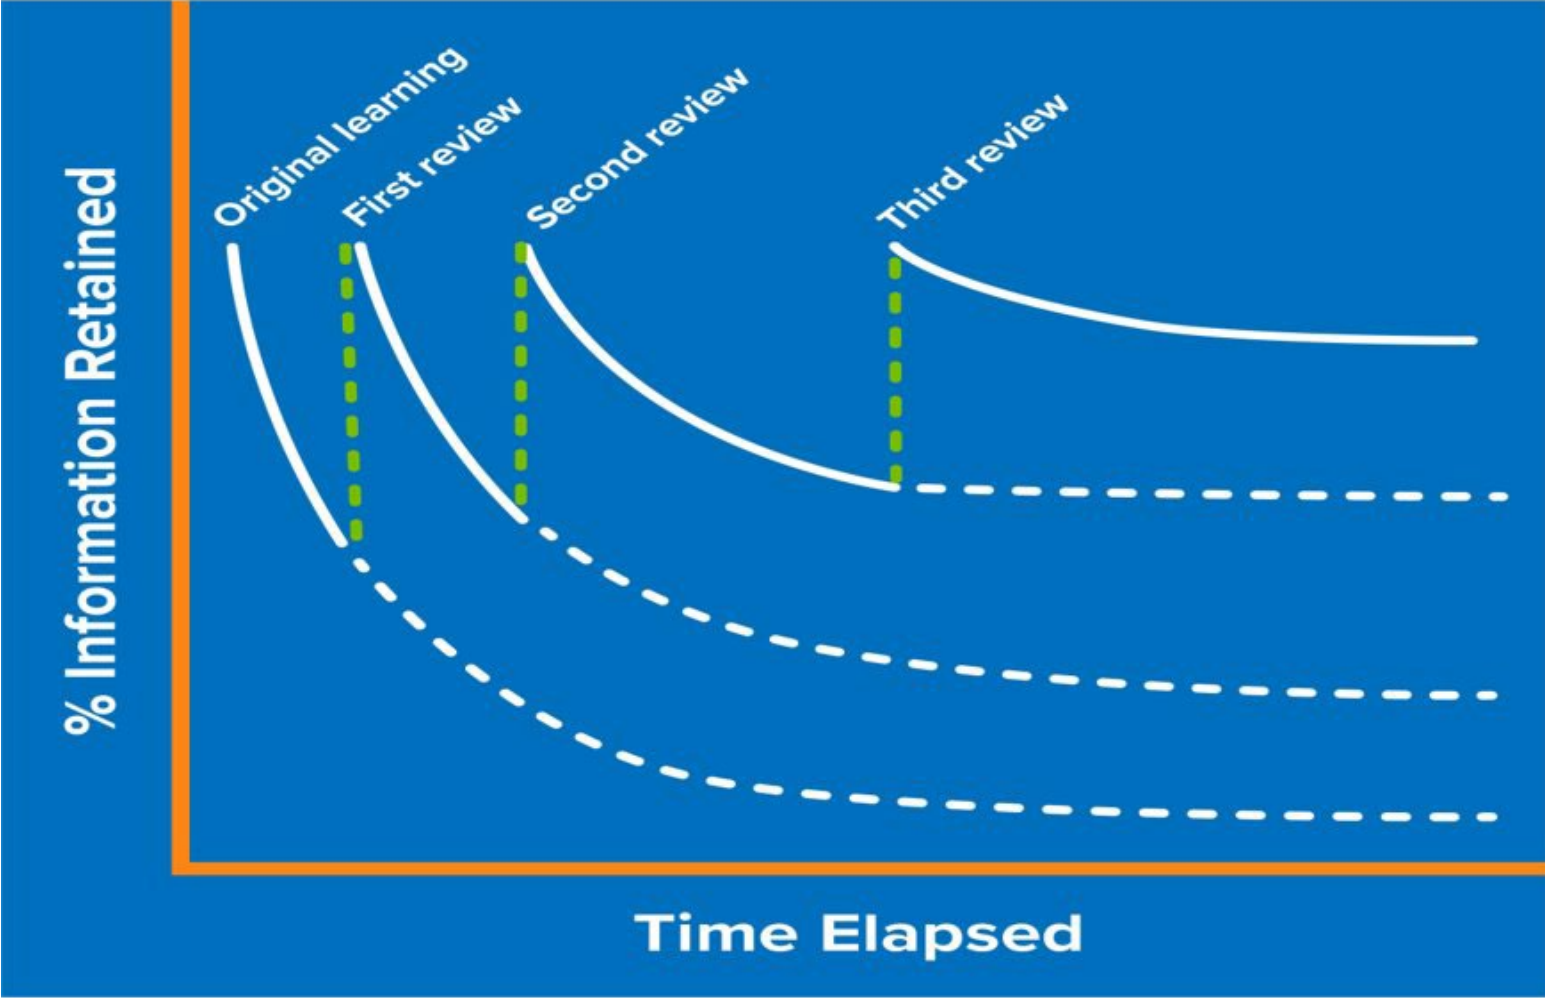 Original learning
First review
Second review
Third review
% Information Retained
Time Elapsed